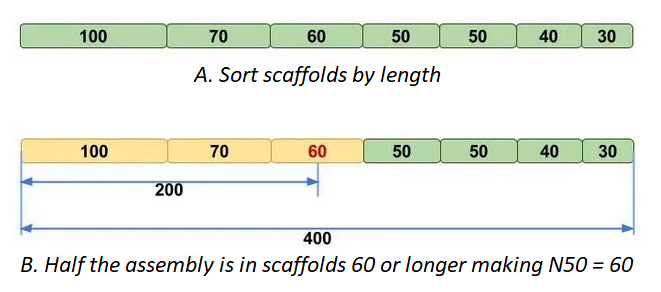 100 70 60 50 50 40 30
A. Sort scaffolds by length
100 70 60 50 50 40 30
200
400
B. Half the assembly is in scaffolds 60 or longer making N50 = 60